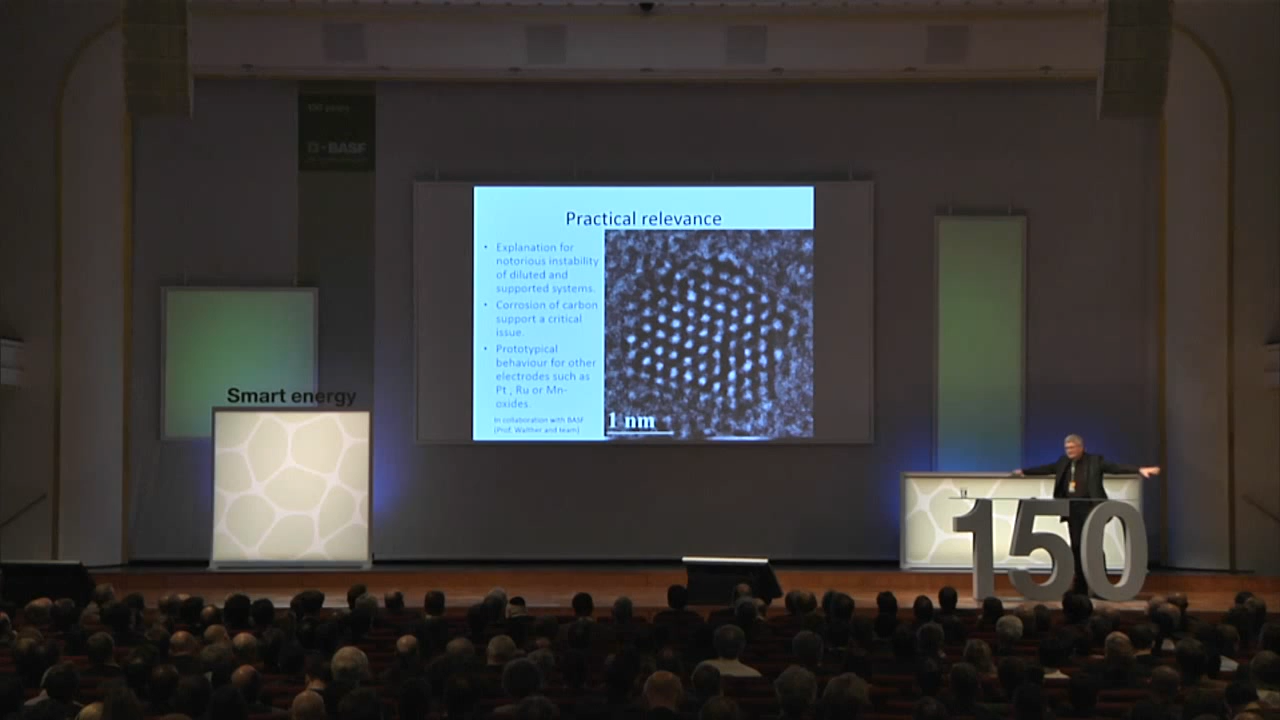 150 years
BASF
Practical relevance
• Explanation for
notorious instability
of diluted and
supported systems.
• Corrosion of carbon
support a critical
issue.
• Prototypical
behaviour for other
electrodes such as
Pt , Ru or Mn-
oxides.
In collaboration with BASF
(Prof. Walther and team)
1 nm
Smart energy
150